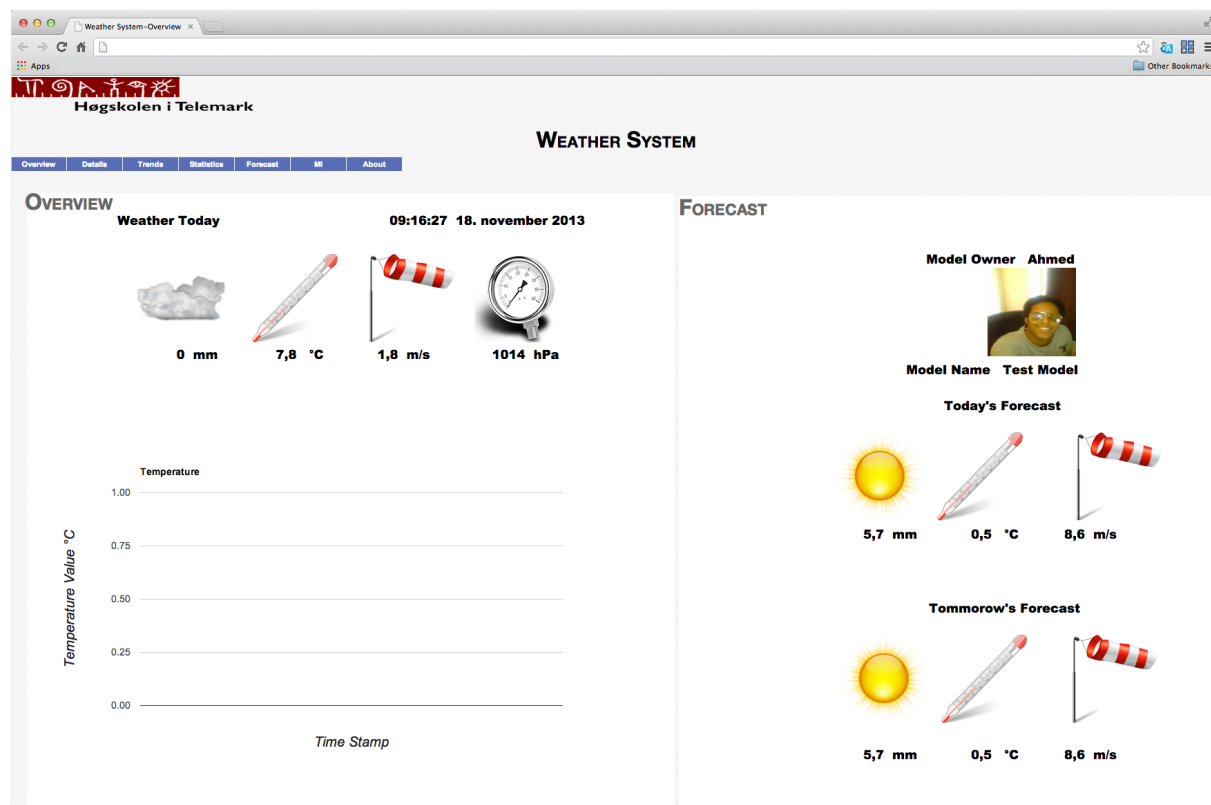 Weather System-Overview
Apps
Other Bookmarks
Høgskolen i Telemark
Weather System
Overview Details Trends Statistics Forecast MI About
Overview
Weather Today 09:16:27 18. november 2013
0 mm 7,8 °C 1,8 m/s 1014 hPa
Temperature
1.00
0.75
0.50
0.25
0.00
Temperature Value °C
Time Stamp
Forecast
Model Owner Ahmed
Model Name Test Model
Today's Forecast
5,7 mm 0,5 °C 8,6 m/s
Tommorow's Forecast
5,7 mm 0,5 °C 8,6 m/s